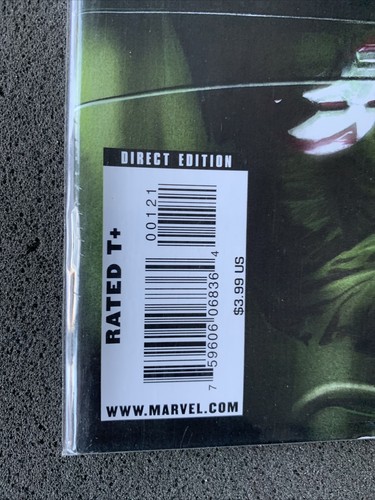 DIRECT EDITION
RATED T+
00121
7 59606 06836 4
$3.99 US
WWW.MARVEL.COM